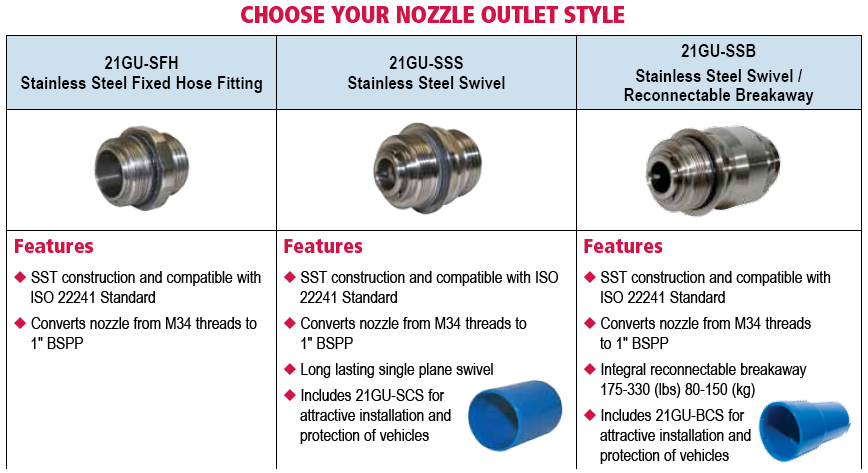 CHOOSE YOUR NOZZLE OUTLET STYLE
21GU-SFH
Stainless Steel Fixed Hose Fitting
21GU-SSS
Stainless Steel Swivel
21GU-SSB
Stainless Steel Swivel /
Reconnectable Breakaway
Features
◆ SST construction and compatible with
ISO 22241 Standard
◆ Converts nozzle from M34 threads to
1" BSPP
Features
◆ SST construction and compatible with ISO
22241 Standard
◆ Converts nozzle from M34 threads to
1" BSPP
◆ Long lasting single plane swivel
◆ Includes 21GU-SCS for
attractive installation and
protection of vehicles
Features
◆ SST construction and compatible with
ISO 22241 Standard
◆ Converts nozzle from M34 threads
to 1" BSPP
◆ Integral reconnectable breakaway
175-330 (lbs) 80-150 (kg)
◆ Includes 21GU-BCS for
attractive installation and
protection of vehicles